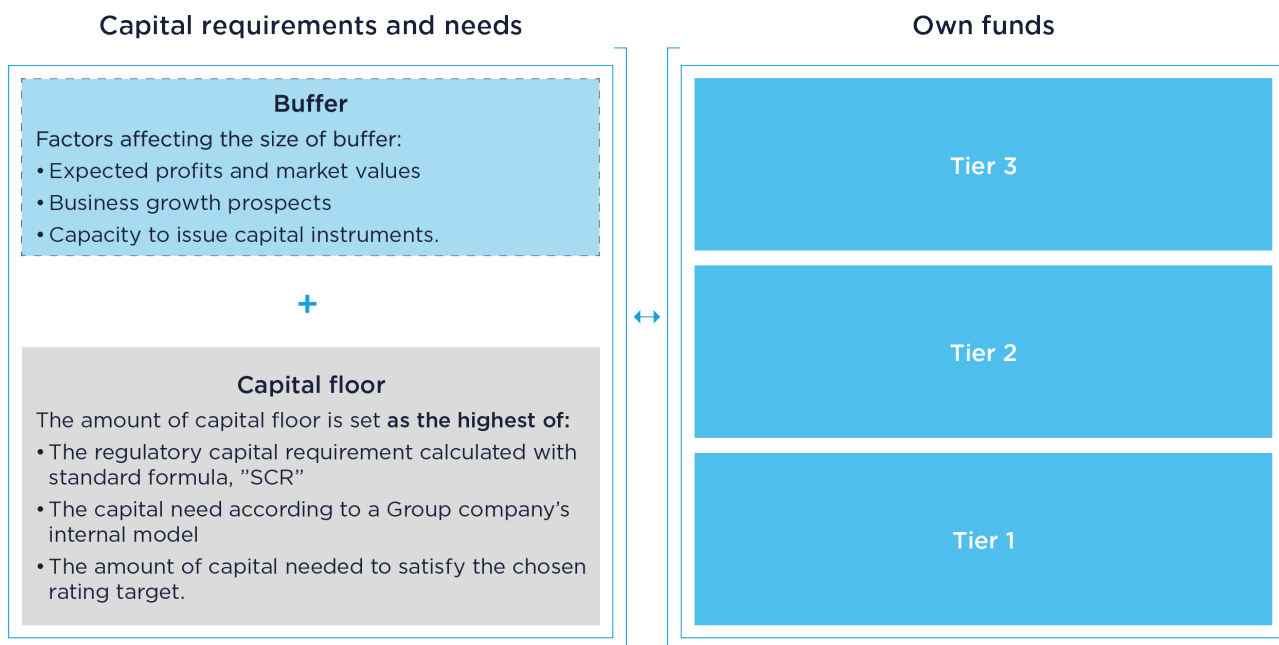 Capital requirements and needs
Buffer
Factors affecting the size of buffer:
• Expected profits and market values
• Business growth prospects
• Capacity to issue capital instruments.
+
Capital floor
The amount of capital floor is set as the highest of:
• The regulatory capital requirement calculated with
standard formula, ”SCR”
• The capital need according to a Group company’s
internal model
• The amount of capital needed to satisfy the chosen
rating target.
Own funds
Tier 3
Tier 2
Tier 1